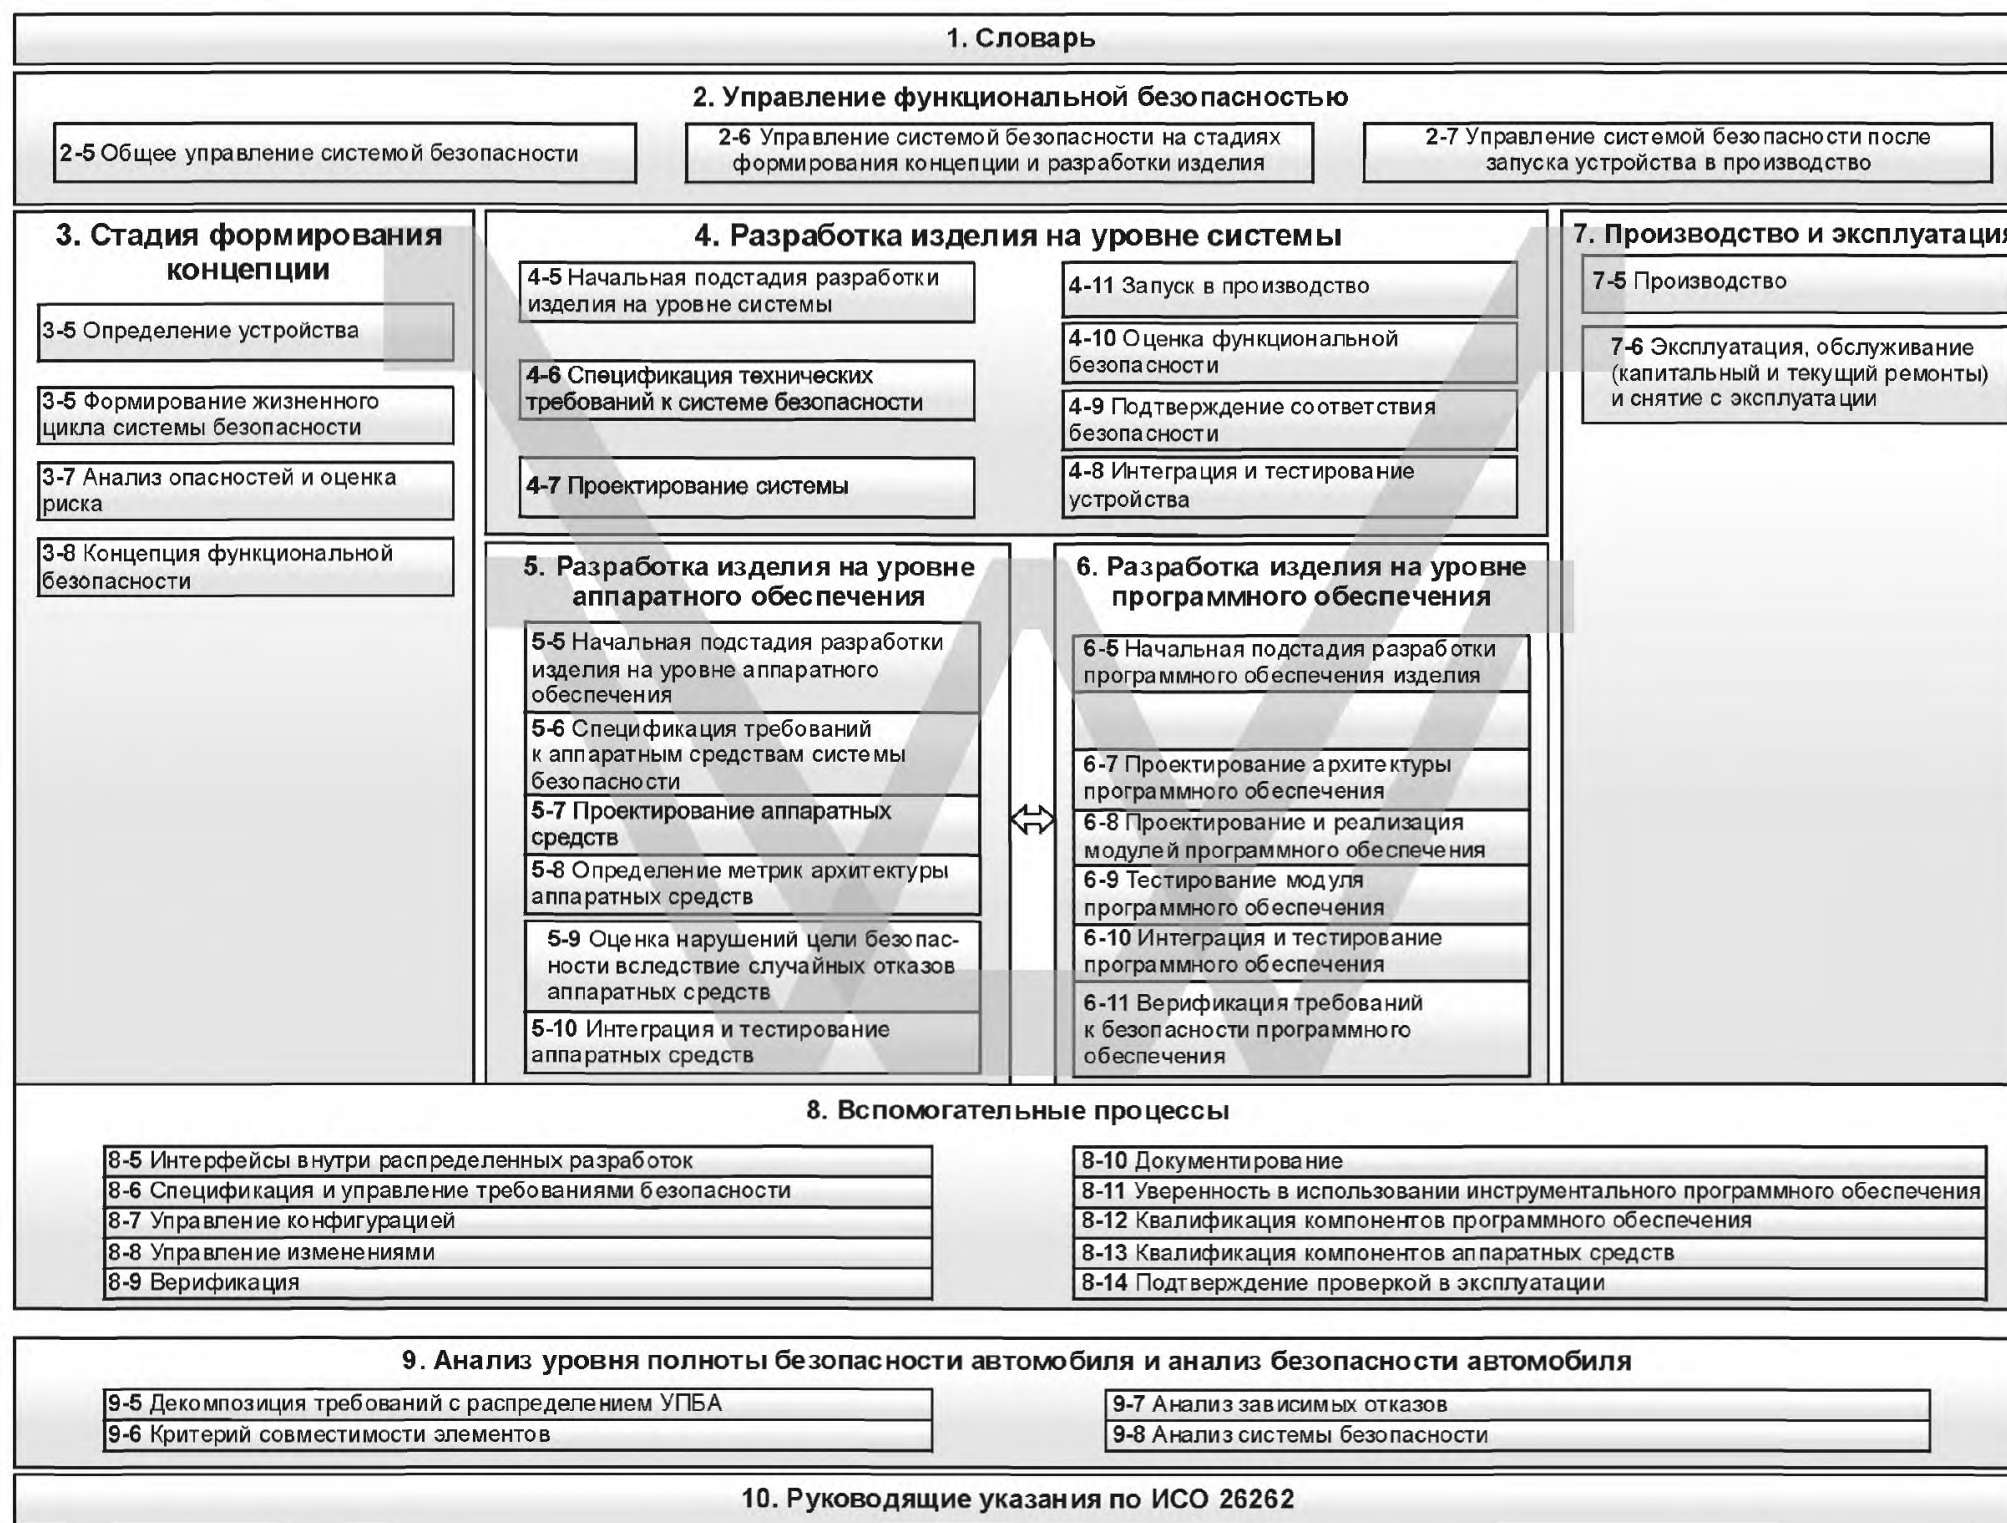 1. Словарь
2. Управление функциональной безопасностью
2-5 Общее управление системой безопасности
2-6 Управление системой безопасности на стадиях
формирования концепции и разработки изделия
2-7 Управление системой безопасности после
запуска устройства в производство
3. Стадия формирования
концепции
3-5 Определение устройства
3-5 Формирование жизненного
цикла системы безопасности
3-7 Анализ опасностей и оценка
риска
3-8 Концепция функциональной
безопасности
4. Разработка изделия на уровне системы
4-5 Начальная подстадия разработки
изделия на уровне системы
4-6 Спецификация технических
требований к системе безопасности
4-7 Проектирование системы
4-11 Запуск в производство
4-10 Оценка функциональной
безопасности
4-9 Подтверждение соответствия
безопасности
4-8 Интеграция и тестирование
устройства
7. Производство и эксплуатация
7-5 Производство
7-6 Эксплуатация, обслуживание
(капитальный и текущий ремонты)
и снятие с эксплуатации
5. Разработка изделия на уровне
аппаратного обеспечения
5-5 Начальная подстадия разработки
изделия на уровне аппаратного
обеспечения
5-6 Спецификация требований
к аппаратным средствам системы
безопасности
5-7 Проектирование аппаратных
средств
5-8 Определение метрик архитектуры
аппаратных средств
5-9 Оценка нарушений цели безопас-
ности вследствие случайных отказов
аппаратных средств
5-10 Интеграция и тестирование
аппаратных средств
6. Разработка изделия на уровне
программного обеспечения
6-5 Начальная подстадия разработки
программного обеспечения изделия
6-7 Проектирование архитектуры
программного обеспечения
6-8 Проектирование и реализация
модулей программного обеспечения
6-9 Тестирование модуля
программного обеспечения
6-10 Интеграция и тестирование
программного обеспечения
6-11 Верификация требований
к безопасности программного
обеспечения
8. Вспомогательные процессы
8-5 Интерфейсы внутри распределенных разработок
8-6 Спецификация и управление требованиями безопасности
8-7 Управление конфигурацией
8-8 Управление изменениями
8-9 Верификация
8-10 Документирование
8-11 Уверенность в использовании инструментального программного обеспечения
8-12 Квалификация компонентов программного обеспечения
8-13 Квалификация компонентов аппаратных средств
8-14 Подтверждение проверкой в эксплуатации
9. Анализ уровня полноты безопасности автомобиля и анализ безопасности автомобиля
9-5 Декомпозиция требований с распределением УПБА
9-6 Критерий совместимости элементов
9-7 Анализ зависимых отказов
9-8 Анализ системы безопасности
10. Руководящие указания по ИСО 26262